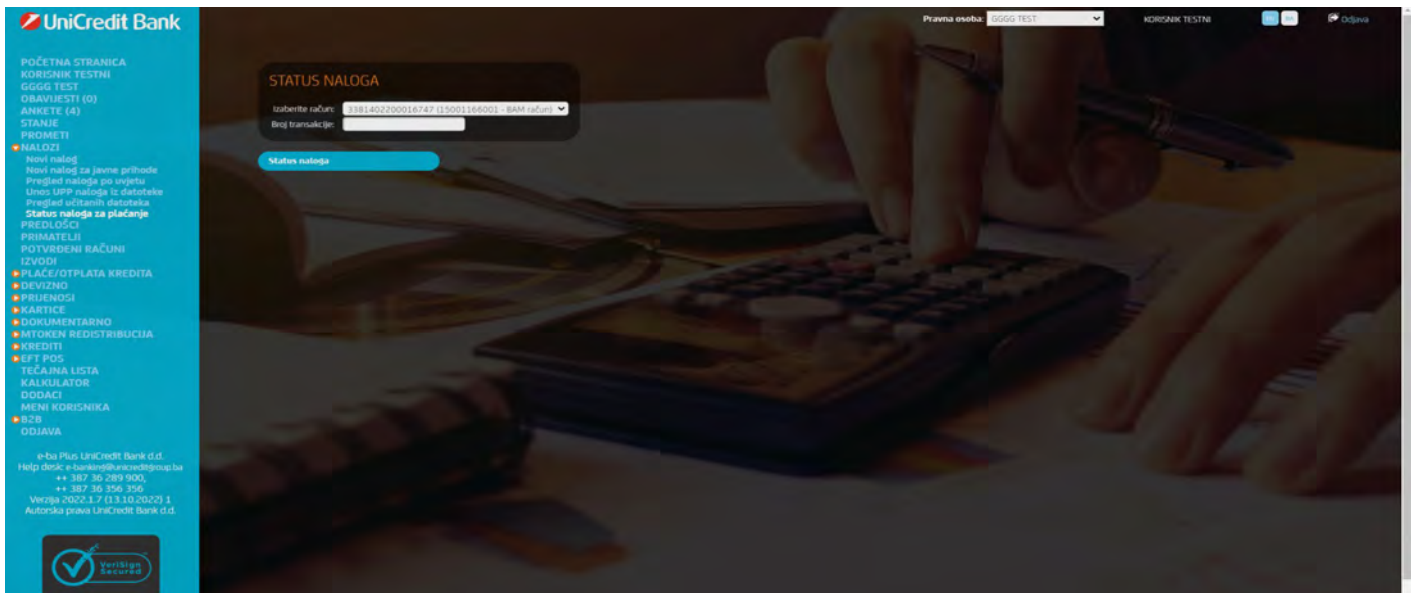 UniCredit Bank
Pravna osoba: GGGG TEST KORISNIK TESTNI Odjava
POČETNA STRANICA
KORISNIK TESTNI
GGGG TEST
OBAVIJESTI (0)
ANKETE (4)
STANJE
PROMETI
NALOZI
Novi nalog
Novi nalog za javne prihode
Pregled naloga po uvjetu
Unos UPP naloga iz datoteke
Pregled učitanih datoteka
Status naloga za plaćanje
PREDLOŠCI
PRIMATELJI
POTVRĐENI RAČUNI
IZVODI
PLAĆE/OTPLATA KREDITA
DEVIZNO
PRIJENOSI
KARTICE
DOKUMENTARNO
MTOKEN REDISTRIBUCIJA
KREDITI
EFT POS
TEČAJNA LISTA
KALKULATOR
DODACI
MENI KORISNIKA
B2B
ODJAVA
e-ba Plus UniCredit Bank d.d.
Help desk: e-banking@unicreditgroup.ba
++ 387 36 289 900,
++ 387 36 356 356
Verzija 2022.1.7 (13.10.2022) 1
Autorska prava UniCredit Bank d.d.
VeriSign
Secured
STATUS NALOGA
Izaberite račun: 3381402200016747 (15001166001 - BAM račun)
Broj transakcije:
Status naloga